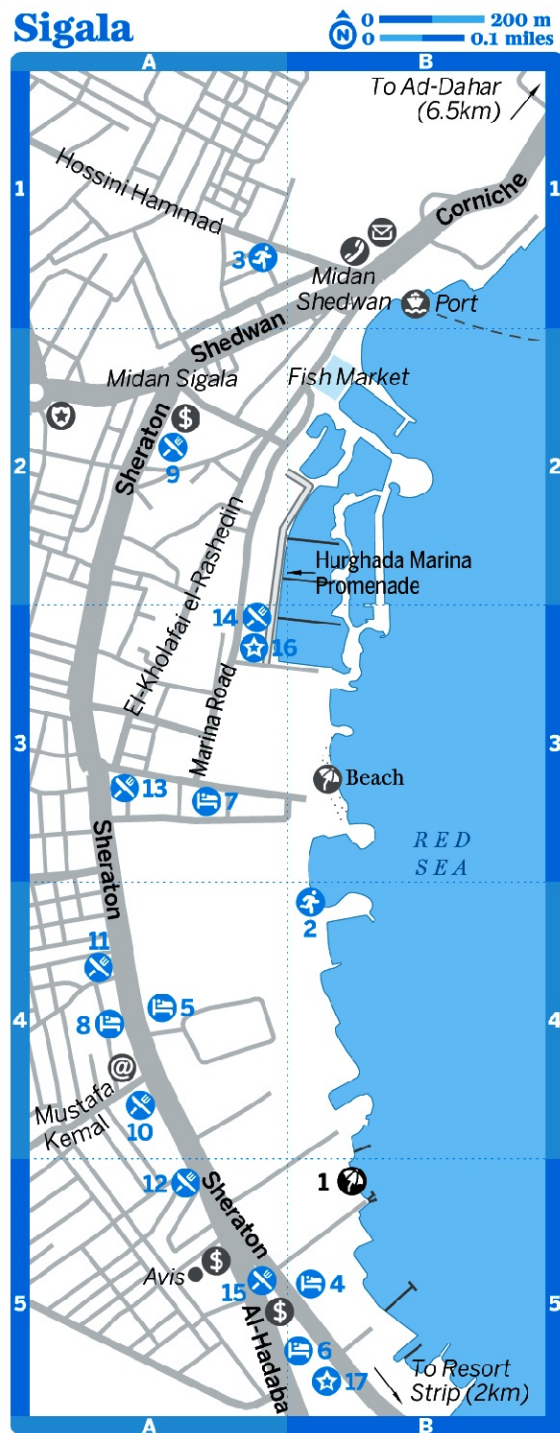 Sigala
0 200 m
N
0 0.1 miles
A B
To Ad-Dahar
(6.5km)
1 1
Hossini Hammad
Corniche
3
Midan
Shedwan
Port
Shedwan
Midan Sigala
Fish Market
$
Sheraton
9
2 2
El-Kholafai el-Rashedin
Hurghada Marina
Promenade
14
16
Marina Road
3 3
13
7
Beach
Sheraton
RED
SEA
2
11
5
8
4 4
@
Mustafa
Kemal
10
12
1
Sheraton
$
Avis
15
4
$
5 5
Al-Hadaba
6
17
To Resort
Strip (2km)
A B